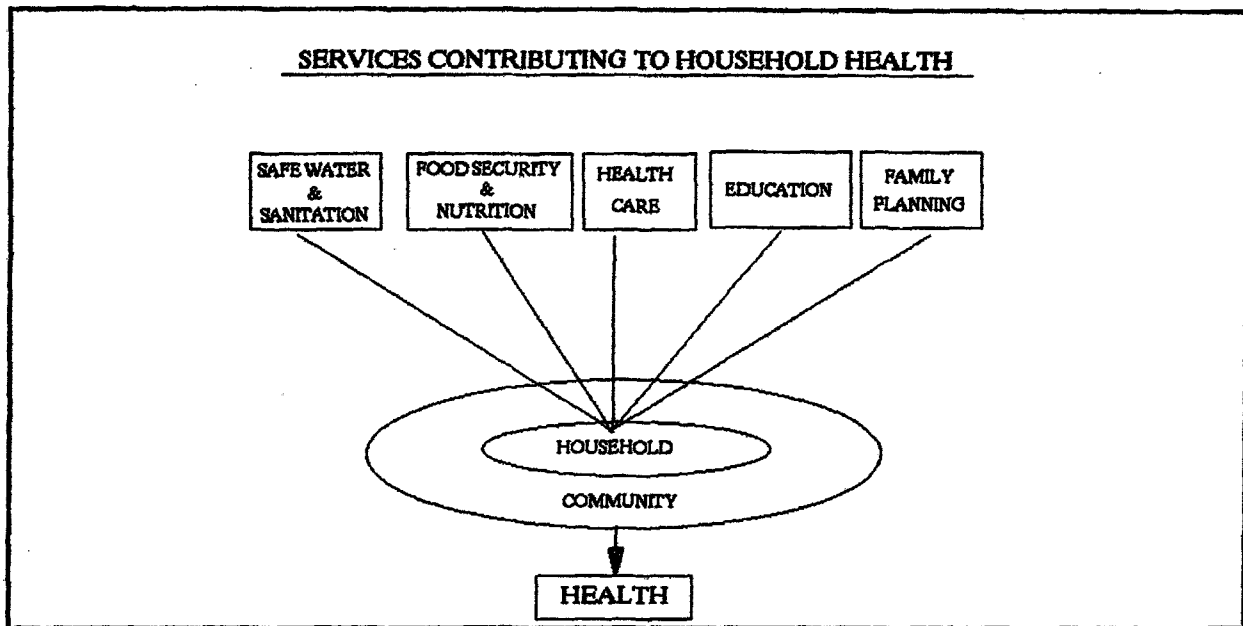 SERVICES CONTRIBUTING TO HOUSEHOLD HEALTH
SAFE WATER
&
SANITATION
FOOD SECURITY
&
NUTRITION
HEALTH
CARE
EDUCATION
FAMILY
PLANNING
HOUSEHOLD
COMMUNITY
HEALTH